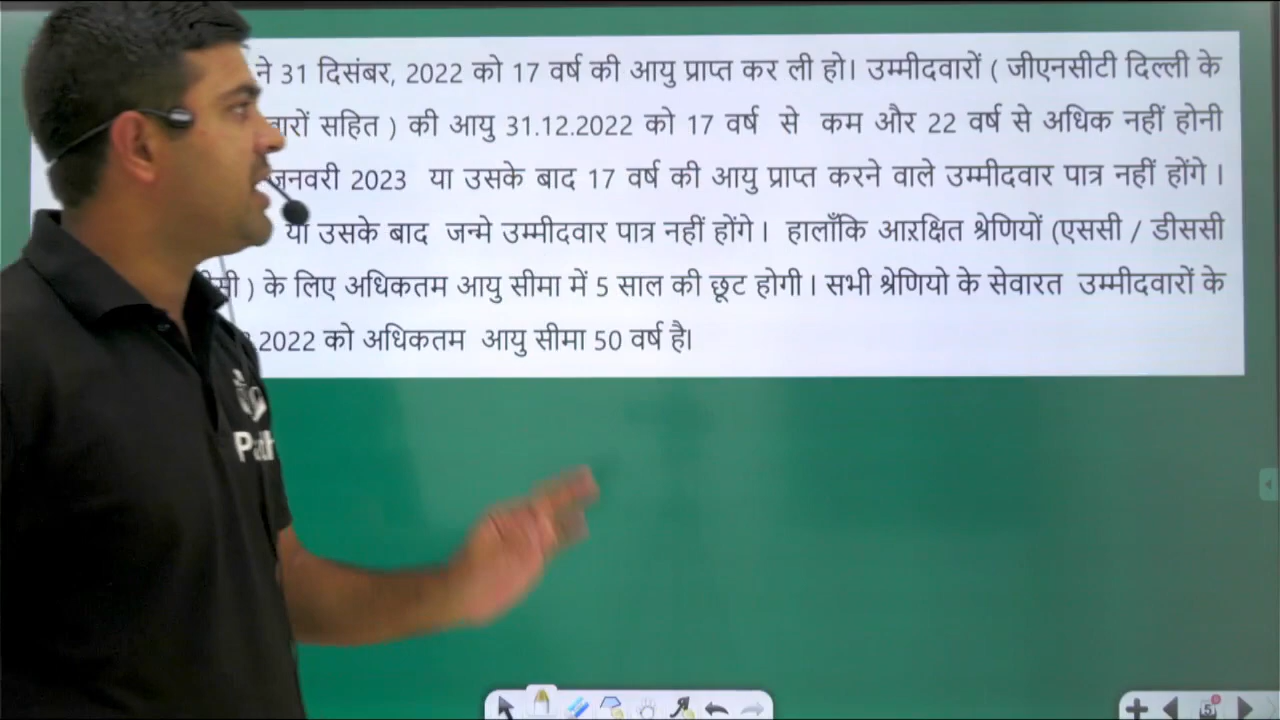 ने 31 दिसंबर, 2022 को 17 वर्ष की आयु प्राप्त कर ली हो। उम्मीदवारों ( जीएनसीटी दिल्ली के
सहित ) की आयु 31.12.2022 को 17 वर्ष से कम और 22 वर्ष से अधिक नहीं होनी
जनवरी 2023 या उसके बाद 17 वर्ष की आयु प्राप्त करने वाले उम्मीदवार पात्र नहीं होंगे ।
या उसके बाद जन्मे उम्मीदवार पात्र नहीं होंगे । हालाँकि आऱक्षित श्रेणियों (एससी / डीससी
) के लिए अधिकतम आयु सीमा में 5 साल की छूट होगी । सभी श्रेणियो के सेवारत उम्मीदवारों के
.2022 को अधिकतम आयु सीमा 50 वर्ष है।